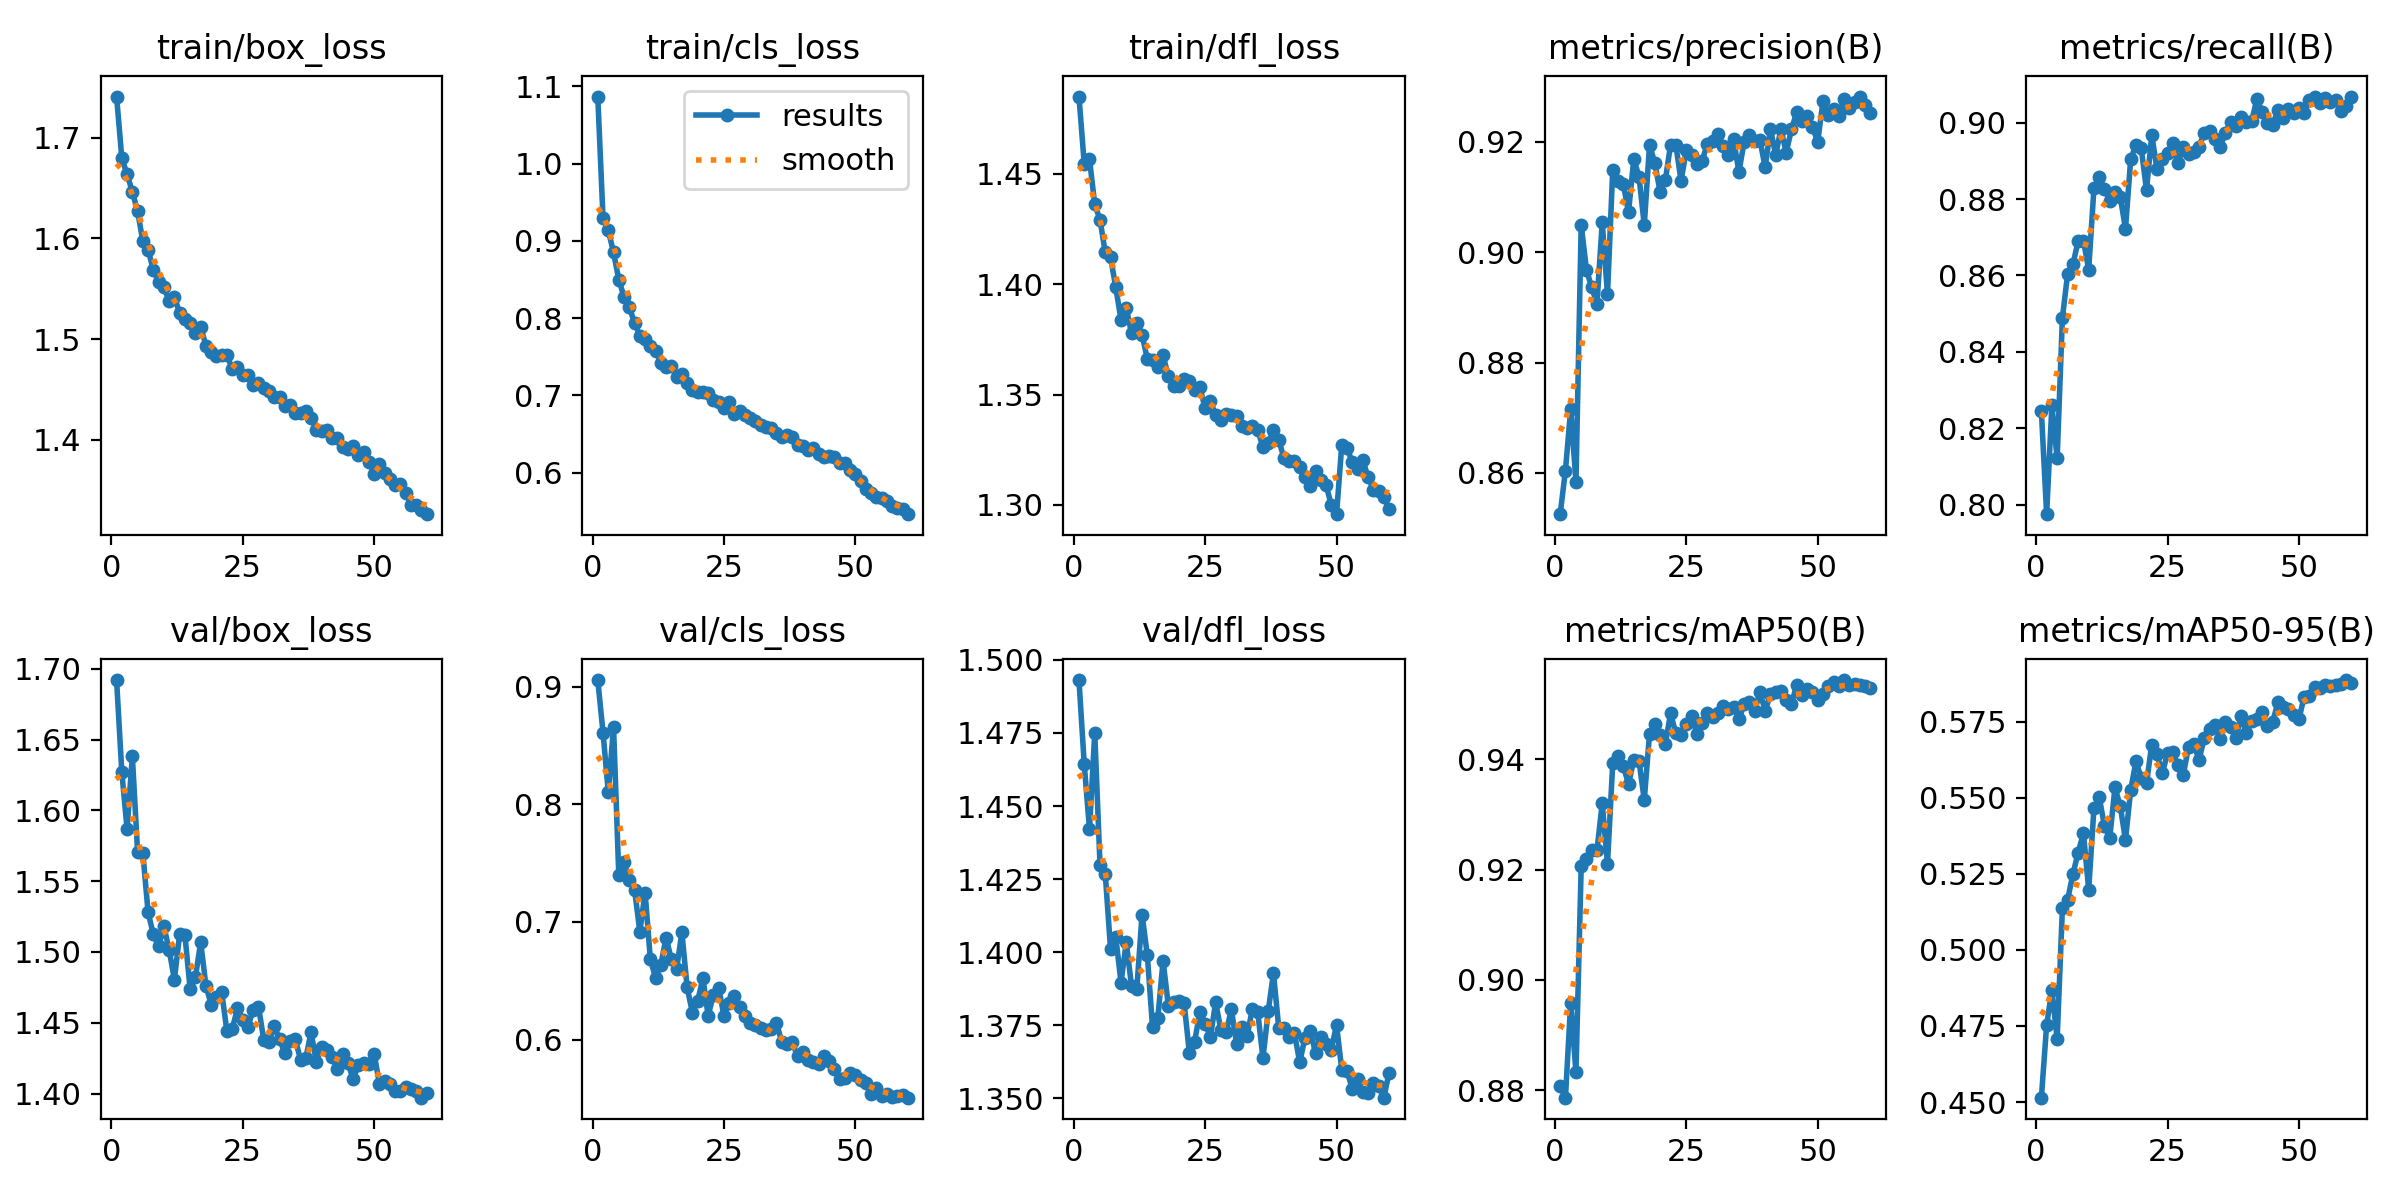 train/box_loss
1.7
1.6
1.5
1.4
0 25 50
train/cls_loss
results
smooth
1.1
1.0
0.9
0.8
0.7
0.6
0 25 50
train/dfl_loss
1.45
1.40
1.35
1.30
0 25 50
metrics/precision(B)
0.92
0.90
0.88
0.86
0 25 50
metrics/recall(B)
0.90
0.88
0.86
0.84
0.82
0.80
0 25 50
val/box_loss
1.70
1.65
1.60
1.55
1.50
1.45
1.40
0 25 50
val/cls_loss
0.9
0.8
0.7
0.6
0 25 50
val/dfl_loss
1.500
1.475
1.450
1.425
1.400
1.375
1.350
0 25 50
metrics/mAP50(B)
0.94
0.92
0.90
0.88
0 25 50
metrics/mAP50-95(B)
0.575
0.550
0.525
0.500
0.475
0.450
0 25 50